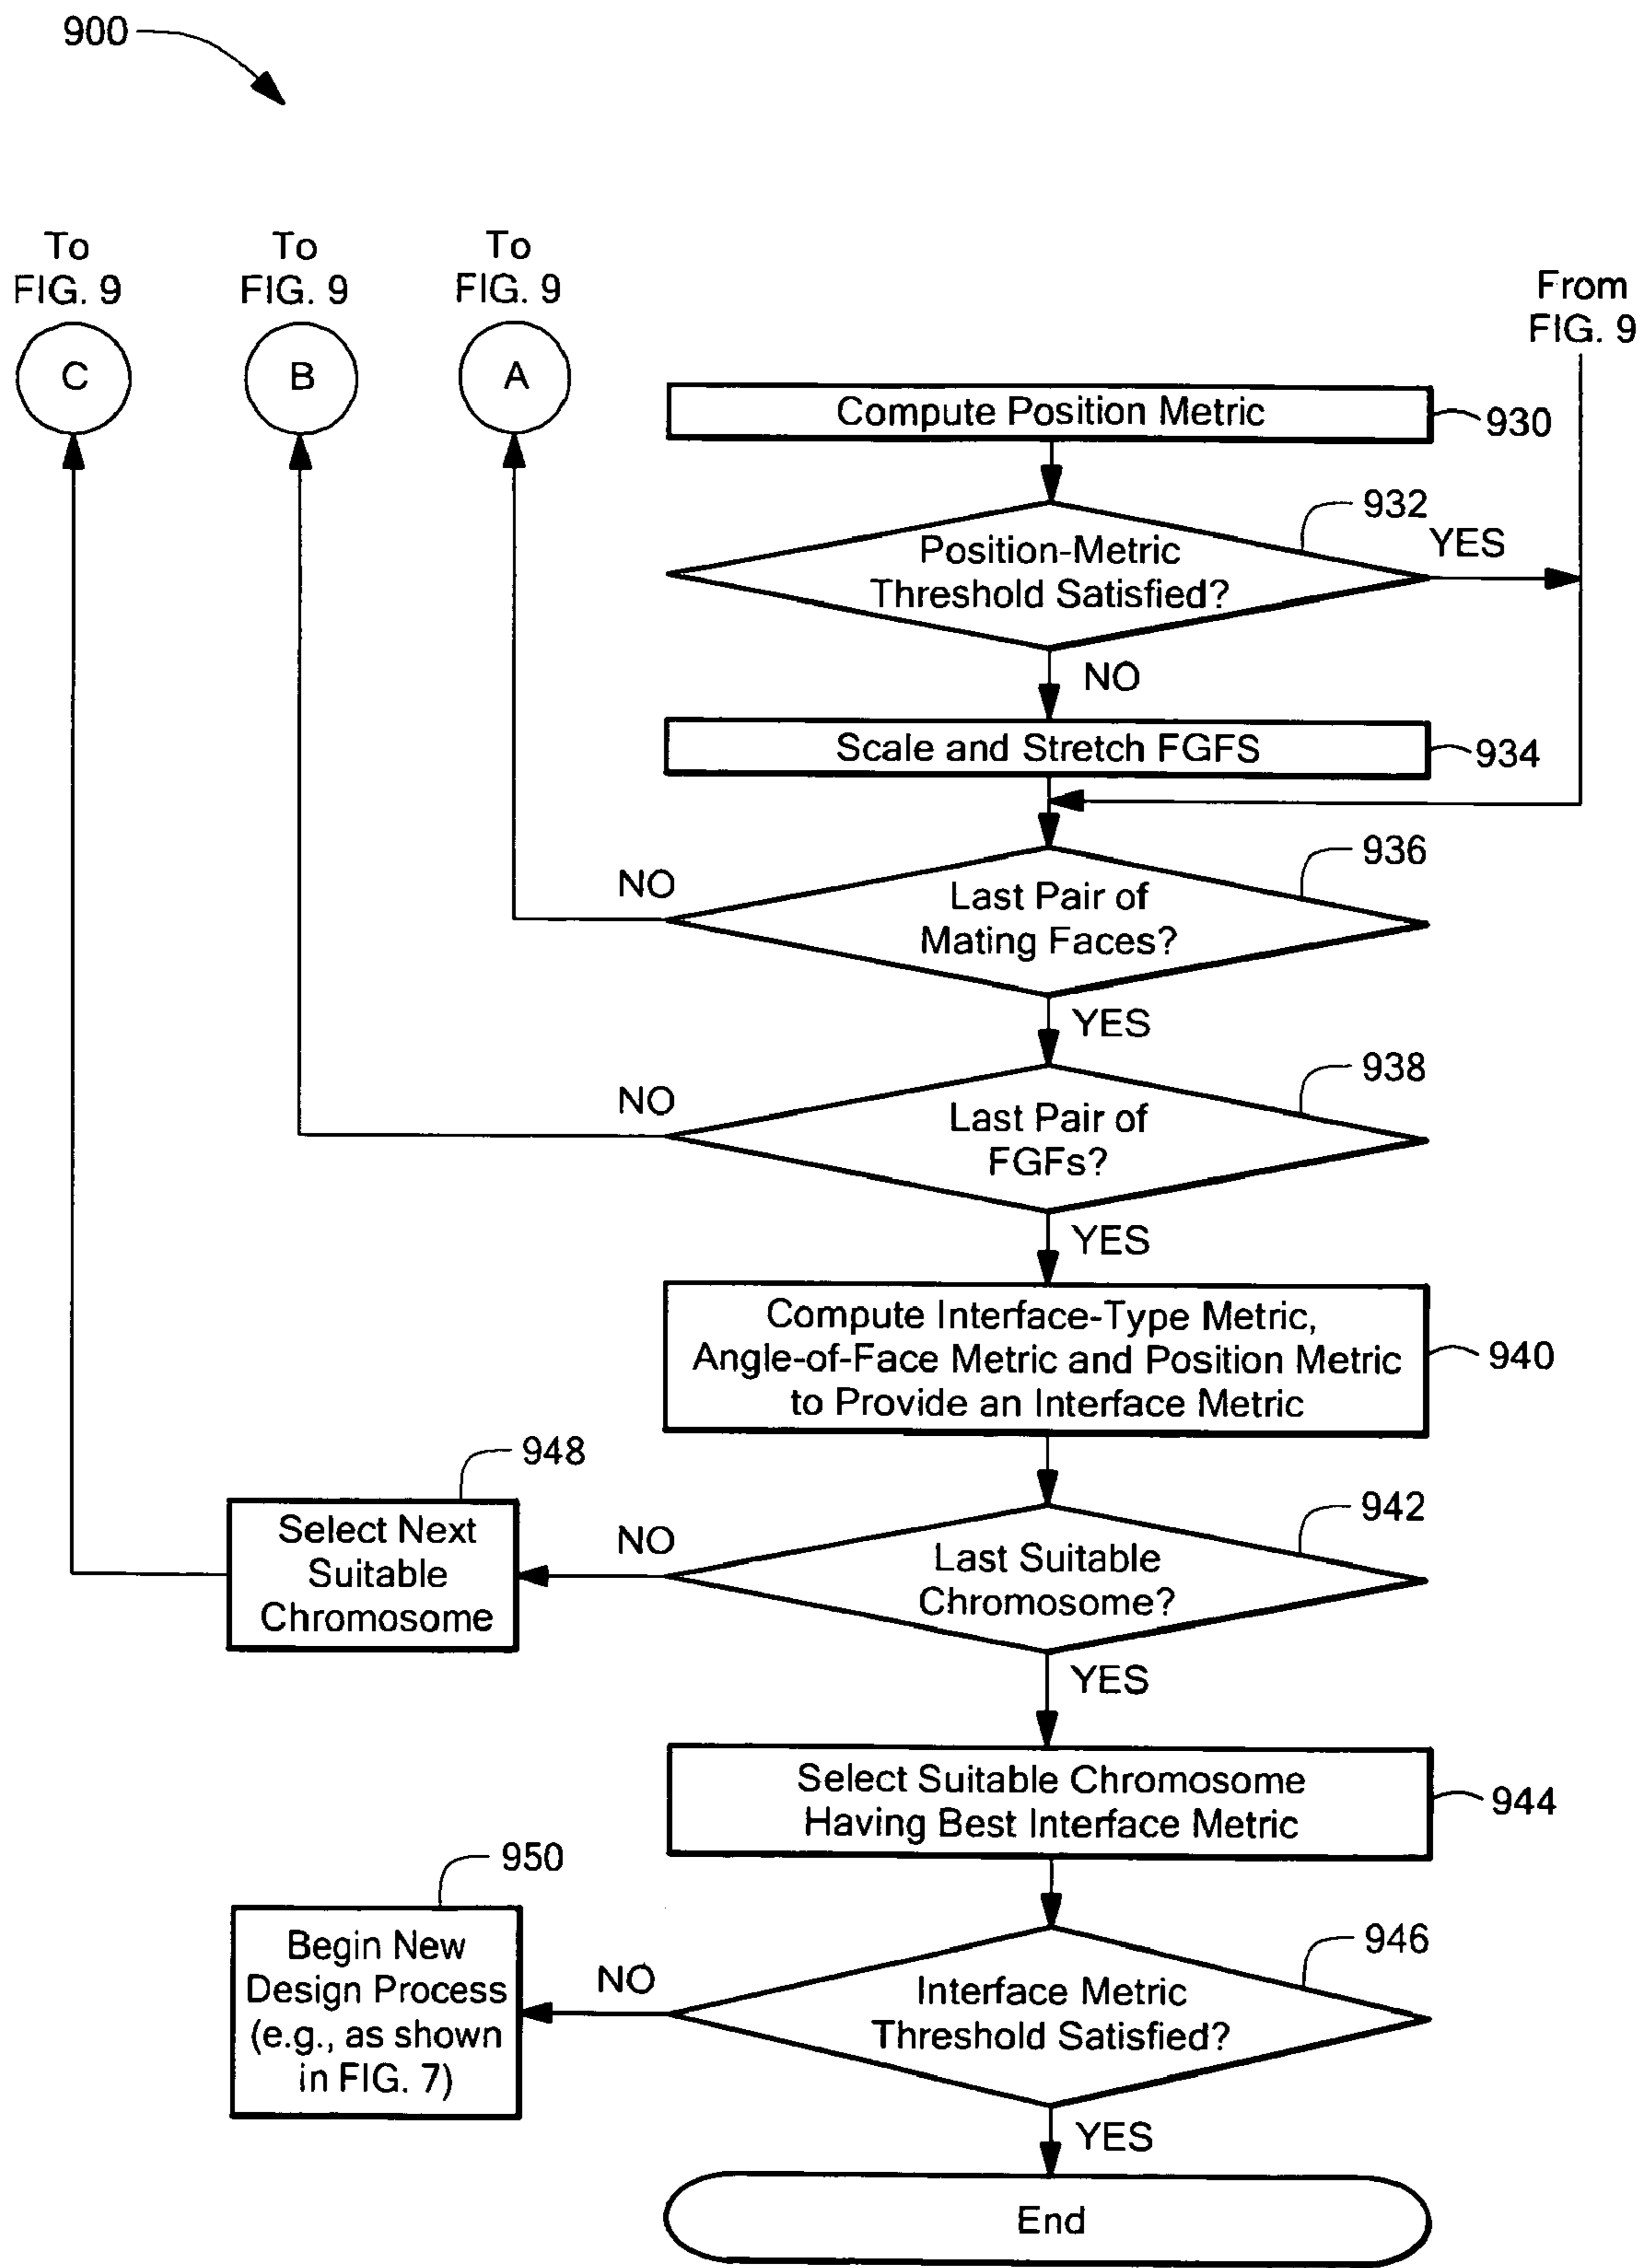 900
To
FIG. 9
C
To
FIG. 9
B
To
FIG. 9
A
From
FIG. 9
Compute Position Metric
930
Position-Metric
Threshold Satisfied?
932
YES
NO
Scale and Stretch FGFS
934
Last Pair of
Mating Faces?
936
NO
YES
Last Pair of
FGFs?
938
NO
YES
Compute Interface-Type Metric,
Angle-of-Face Metric and Position Metric
to Provide an Interface Metric
940
Last Suitable
Chromosome?
942
NO
Select Next
Suitable
Chromosome
948
YES
Select Suitable Chromosome
Having Best Interface Metric
944
Interface Metric
Threshold Satisfied?
946
NO
Begin New
Design Process
(e.g., as shown
in FIG. 7)
950
YES
End